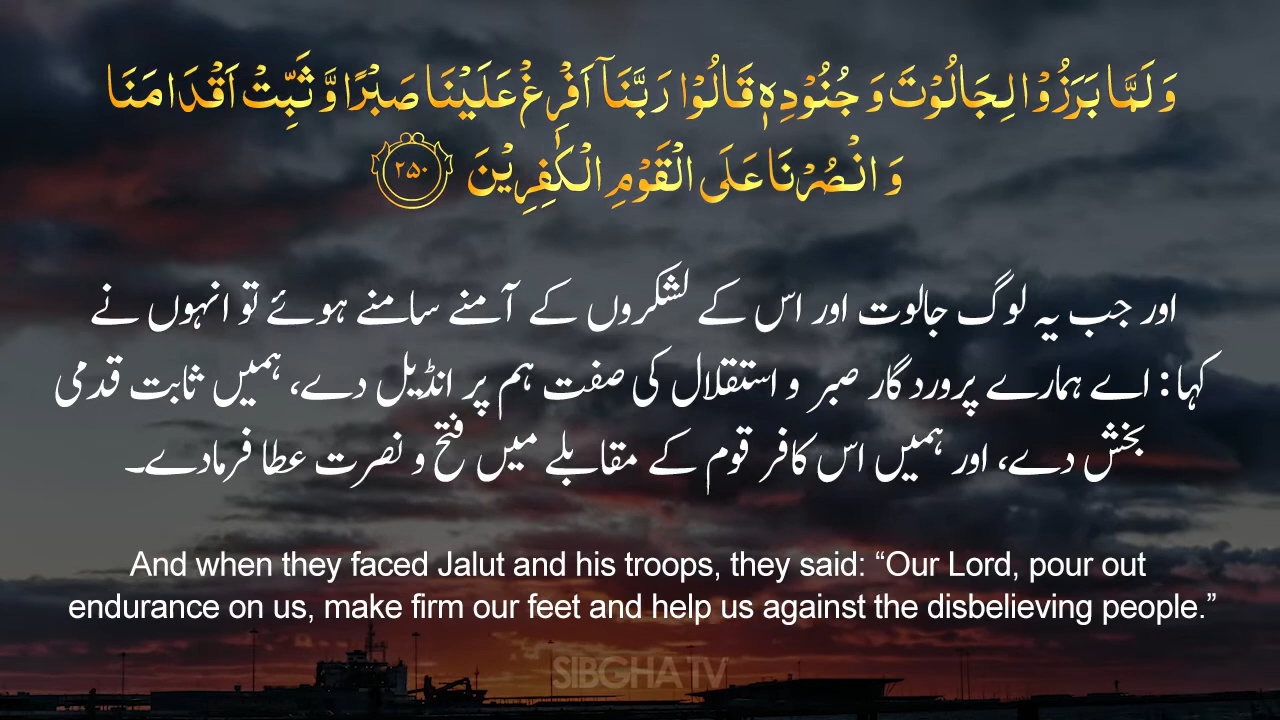 وَلَمَّا بَرَزُوْا لِجَالُوْتَ وَ جُنُوْدِهٖ قَالُوْا رَبَّنَاۤ اَفْرِغْ عَلَيْنَا صَبْرًا وَّ ثَبِّتْ اَقْدَامَنَا
وَ انْصُرْنَا عَلَى الْقَوْمِ الْكٰفِرِيْنَ ۲۵۰
اور جب یہ لوگ جالوت اور اس کے لشکروں کے آمنے سامنے ہوئے تو انہوں نے
کہا: اے ہمارے پروردگار صبر و استقلال کی صفت ہم پر انڈیل دے، ہمیں ثابت قدمی
بخش دے، اور ہمیں اس کافر قوم کے مقابلے میں فتح و نصرت عطا فرمادے۔
And when they faced Jalut and his troops, they said: “Our Lord, pour out
endurance on us, make firm our feet and help us against the disbelieving people.”
SIBGHA TV